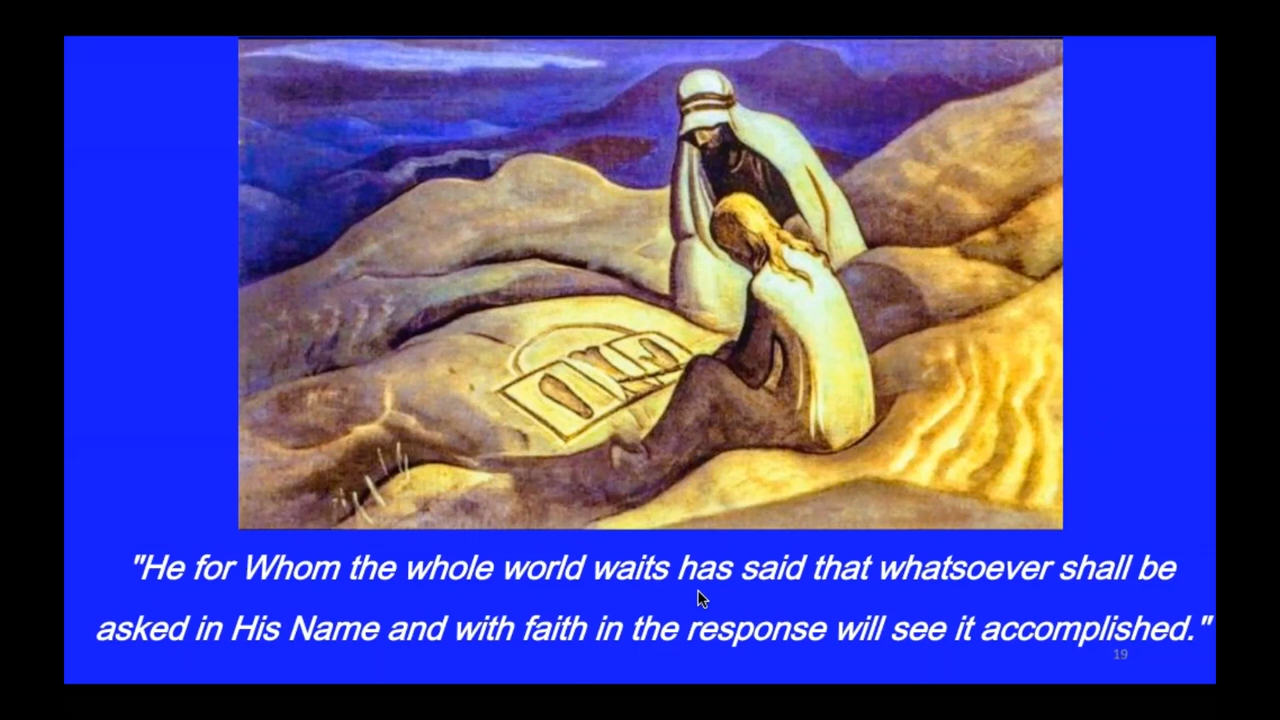 "He for Whom the whole world waits has said that whatsoever shall be
asked in His Name and with faith in the response will see it accomplished."
19